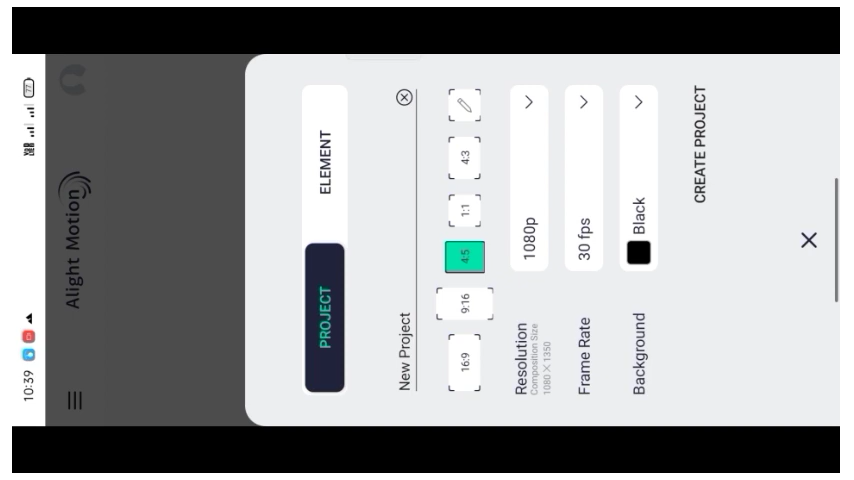 10:39
77
Alight Motion
PROJECT
ELEMENT
New Project
16:9
9:16
4:5
1:1
4:3
Resolution
Composition Size
1080 X 1350
1080p
Frame Rate
30 fps
Background
Black
CREATE PROJECT